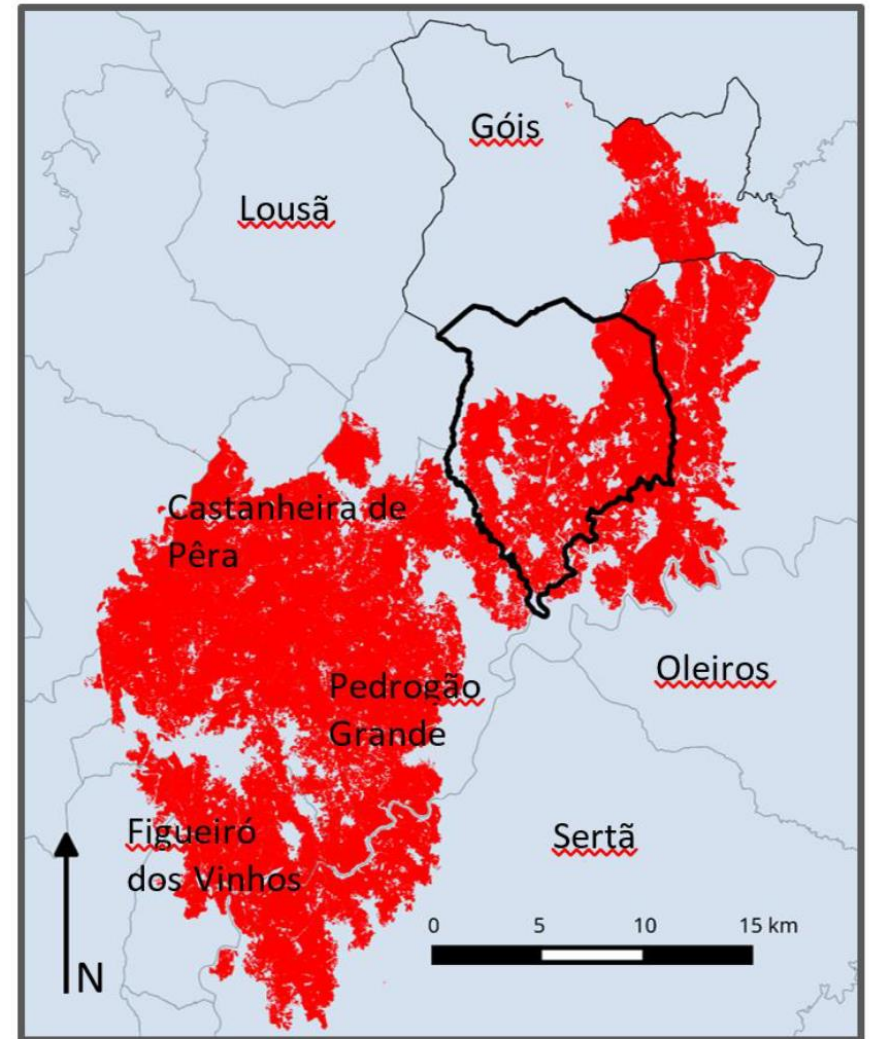 Góis
Lousã
Castanheira de
Pêra
Pedrogão
Grande
Oleiros
Figueiró
dos Vinhos
Sertã
0 5 10 15 km
N